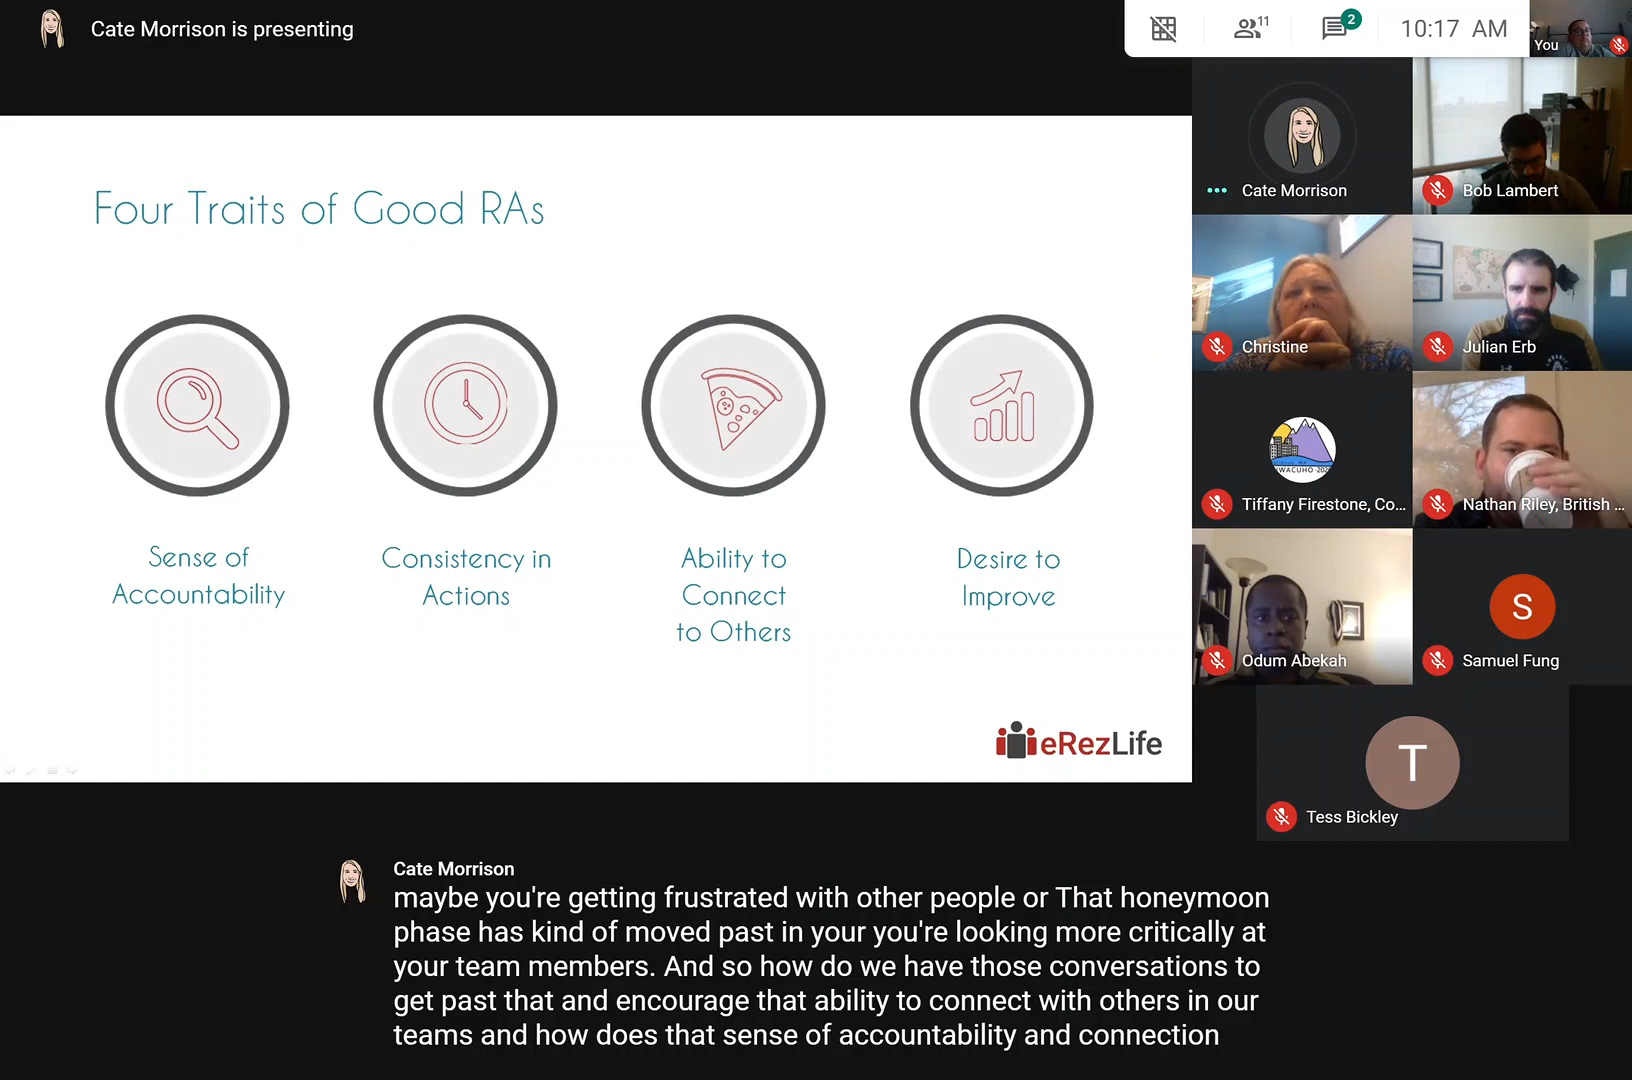 Cate Morrison is presenting
11
2
10:17 AM
You
Four Traits of Good RAs
Sense of
Accountability
Consistency in
Actions
Ability to
Connect
to Others
Desire to
Improve
eRezLife
Cate Morrison
Bob Lambert
Christine
Julian Erb
Tiffany Firestone, Co...
Nathan Riley, British ...
Odum Abekah
S
Samuel Fung
T
Tess Bickley
Cate Morrison
maybe you're getting frustrated with other people or That honeymoon
phase has kind of moved past in your you're looking more critically at
your team members. And so how do we have those conversations to
get past that and encourage that ability to connect with others in our
teams and how does that sense of accountability and connection